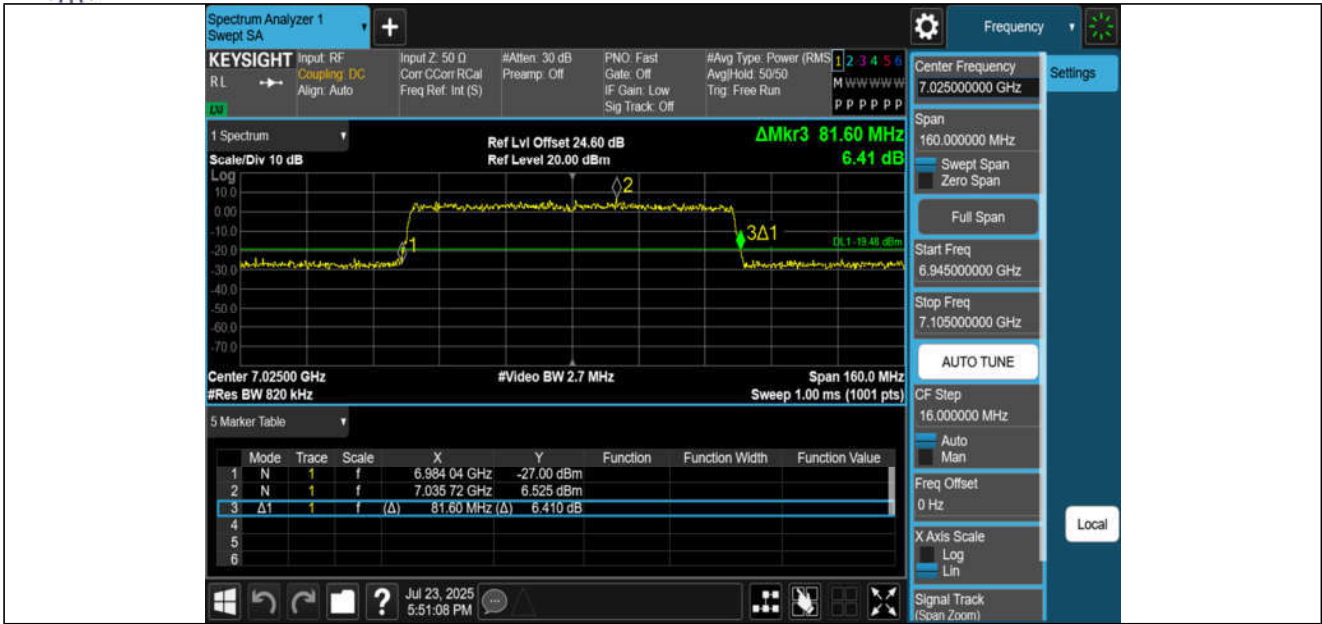 Spectrum Analyzer 1
Swept SA
Frequency
KEYSIGHT
RL
LXI
Input: RF
Coupling: DC
Align: Auto
Input Z: 50 Ω
Corr CCorr RCal
Freq Ref: Int (S)
#Atten: 30 dB
Preamp: Off
PNO: Fast
Gate: Off
IF Gain: Low
Sig Track: Off
#Avg Type: Power (RMS
Avg|Hold: 50/50
Trig: Free Run
1 2 3 4 5 6
M W W W W W
P P P P P P
1 Spectrum
Scale/Div 10 dB
Ref Lvl Offset 24.60 dB
Ref Level 20.00 dBm
ΔMkr3 81.60 MHz
6.41 dB
Log
10.0
0.00
-10.0
-20.0
-30.0
-40.0
-50.0
-60.0
-70.0
1
2
3Δ1
DL1 -19.48 dBm
Center 7.02500 GHz
#Res BW 820 kHz
#Video BW 2.7 MHz
Span 160.0 MHz
Sweep 1.00 ms (1001 pts)
5 Marker Table
Mode Trace Scale X Y Function Function Width Function Value
1 N 1 f 6.984 04 GHz -27.00 dBm
2 N 1 f 7.035 72 GHz 6.525 dBm
3 Δ1 1 f (Δ) 81.60 MHz (Δ) 6.410 dB
4
5
6
Jul 23, 2025
5:51:08 PM
Center Frequency
7.025000000 GHz
Span
160.000000 MHz
Swept Span
Zero Span
Full Span
Start Freq
6.945000000 GHz
Stop Freq
7.105000000 GHz
AUTO TUNE
CF Step
16.000000 MHz
Auto
Man
Freq Offset
0 Hz
X Axis Scale
Log
Lin
Signal Track
(Span Zoom)
Settings
Local